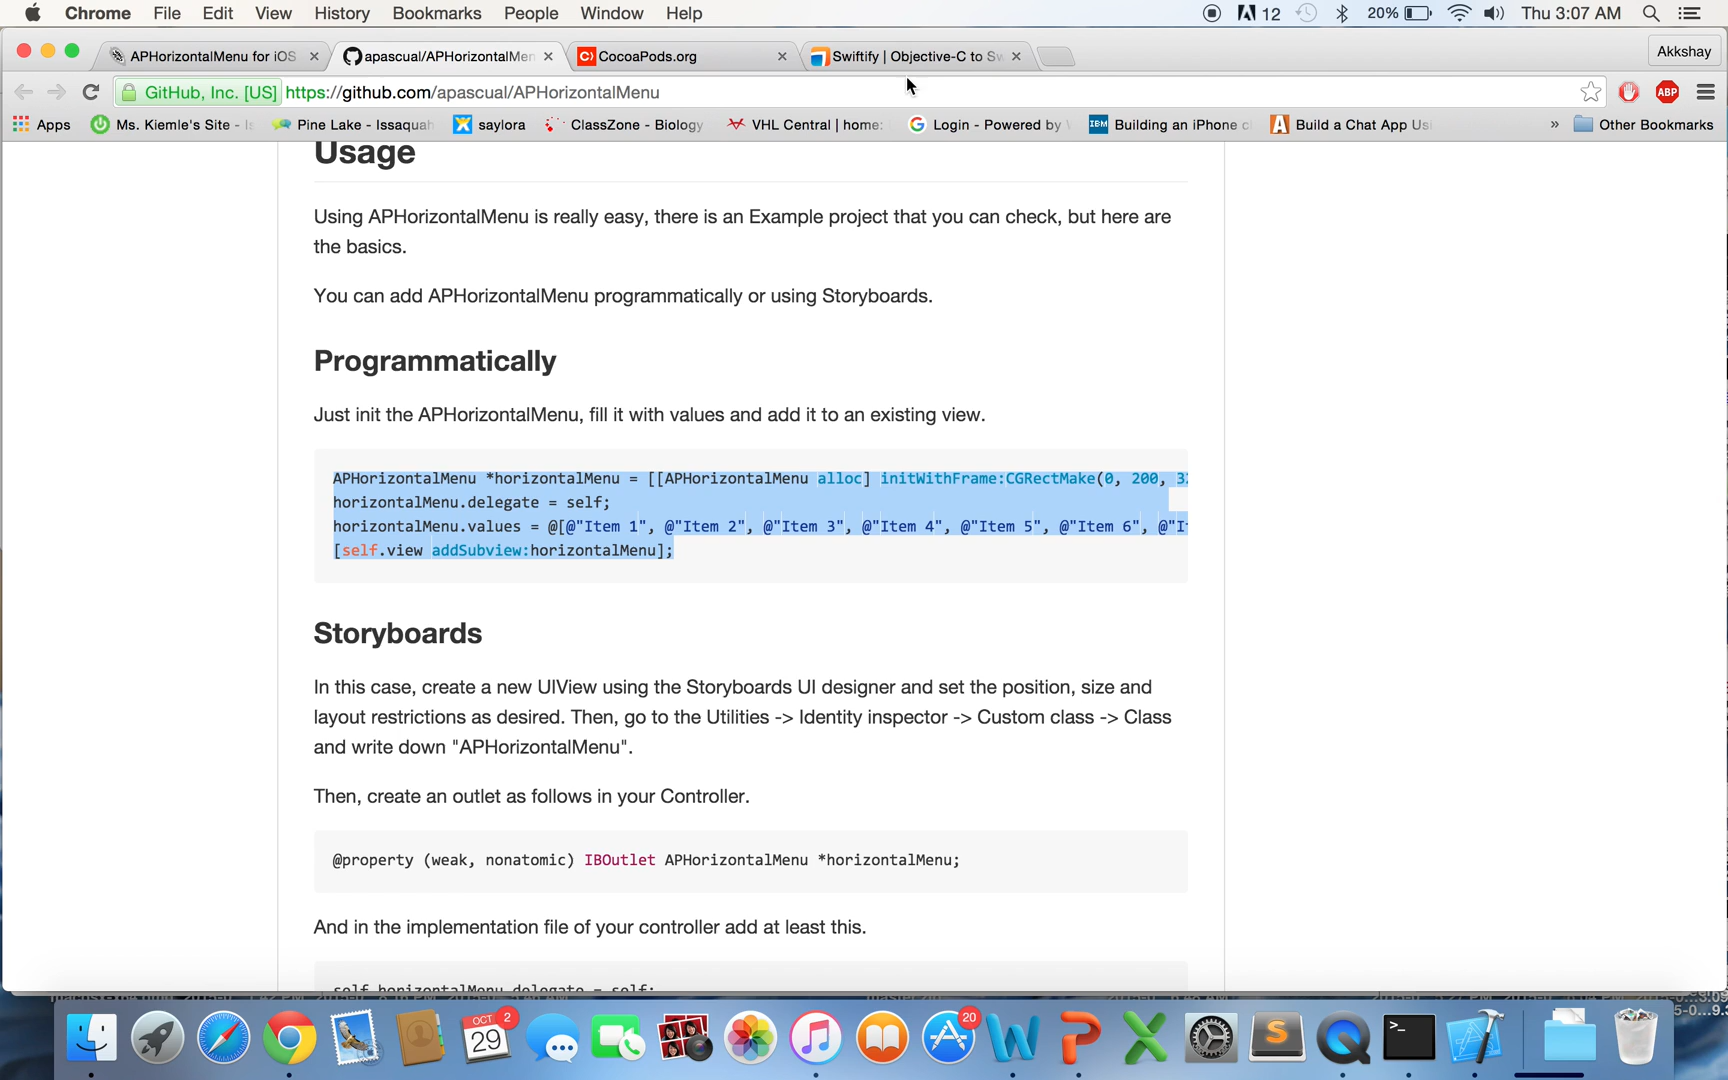 Chrome File Edit View History Bookmarks People Window Help 12 20% Thu 3:07 AM
APHorizontalMenu for iOS apascual/APHorizontalMen CocoaPods.org Swiftify | Objective-C to Sw Akkshay
GitHub, Inc. [US] https://github.com/apascual/APHorizontalMenu ABP
Apps Ms. Kiemle's Site - Pine Lake - Issaquah saylora ClassZone - Biology VHL Central | home: Login - Powered by IBM Building an iPhone c Build a Chat App Usi » Other Bookmarks
Usage
Using APHorizontalMenu is really easy, there is an Example project that you can check, but here are
the basics.
You can add APHorizontalMenu programmatically or using Storyboards.
Programmatically
Just init the APHorizontalMenu, fill it with values and add it to an existing view.
APHorizontalMenu *horizontalMenu = [[APHorizontalMenu alloc] initWithFrame:CGRectMake(0, 200, 32
horizontalMenu.delegate = self;
horizontalMenu.values = @[@"Item 1", @"Item 2", @"Item 3", @"Item 4", @"Item 5", @"Item 6", @"It
[self.view addSubview:horizontalMenu];
Storyboards
In this case, create a new UIView using the Storyboards UI designer and set the position, size and
layout restrictions as desired. Then, go to the Utilities -> Identity inspector -> Custom class -> Class
and write down "APHorizontalMenu".
Then, create an outlet as follows in your Controller.
@property (weak, nonatomic) IBOutlet APHorizontalMenu *horizontalMenu;
And in the implementation file of your controller add at least this.
self.horizontalMenu.delegate = self;
OCT 29 2 20